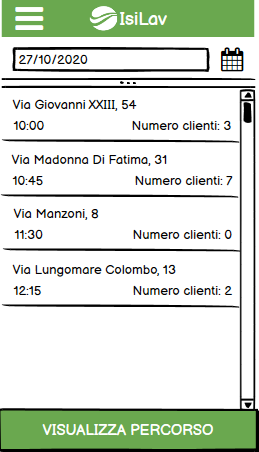 IsiLav
27/10/2020
Via Giovanni XXIII, 54
10:00 Numero clienti: 3
Via Madonna Di Fatima, 31
10:45 Numero clienti: 7
Via Manzoni, 8
11:30 Numero clienti: 0
Via Lungomare Colombo, 13
12:15 Numero clienti: 2
VISUALIZZA PERCORSO